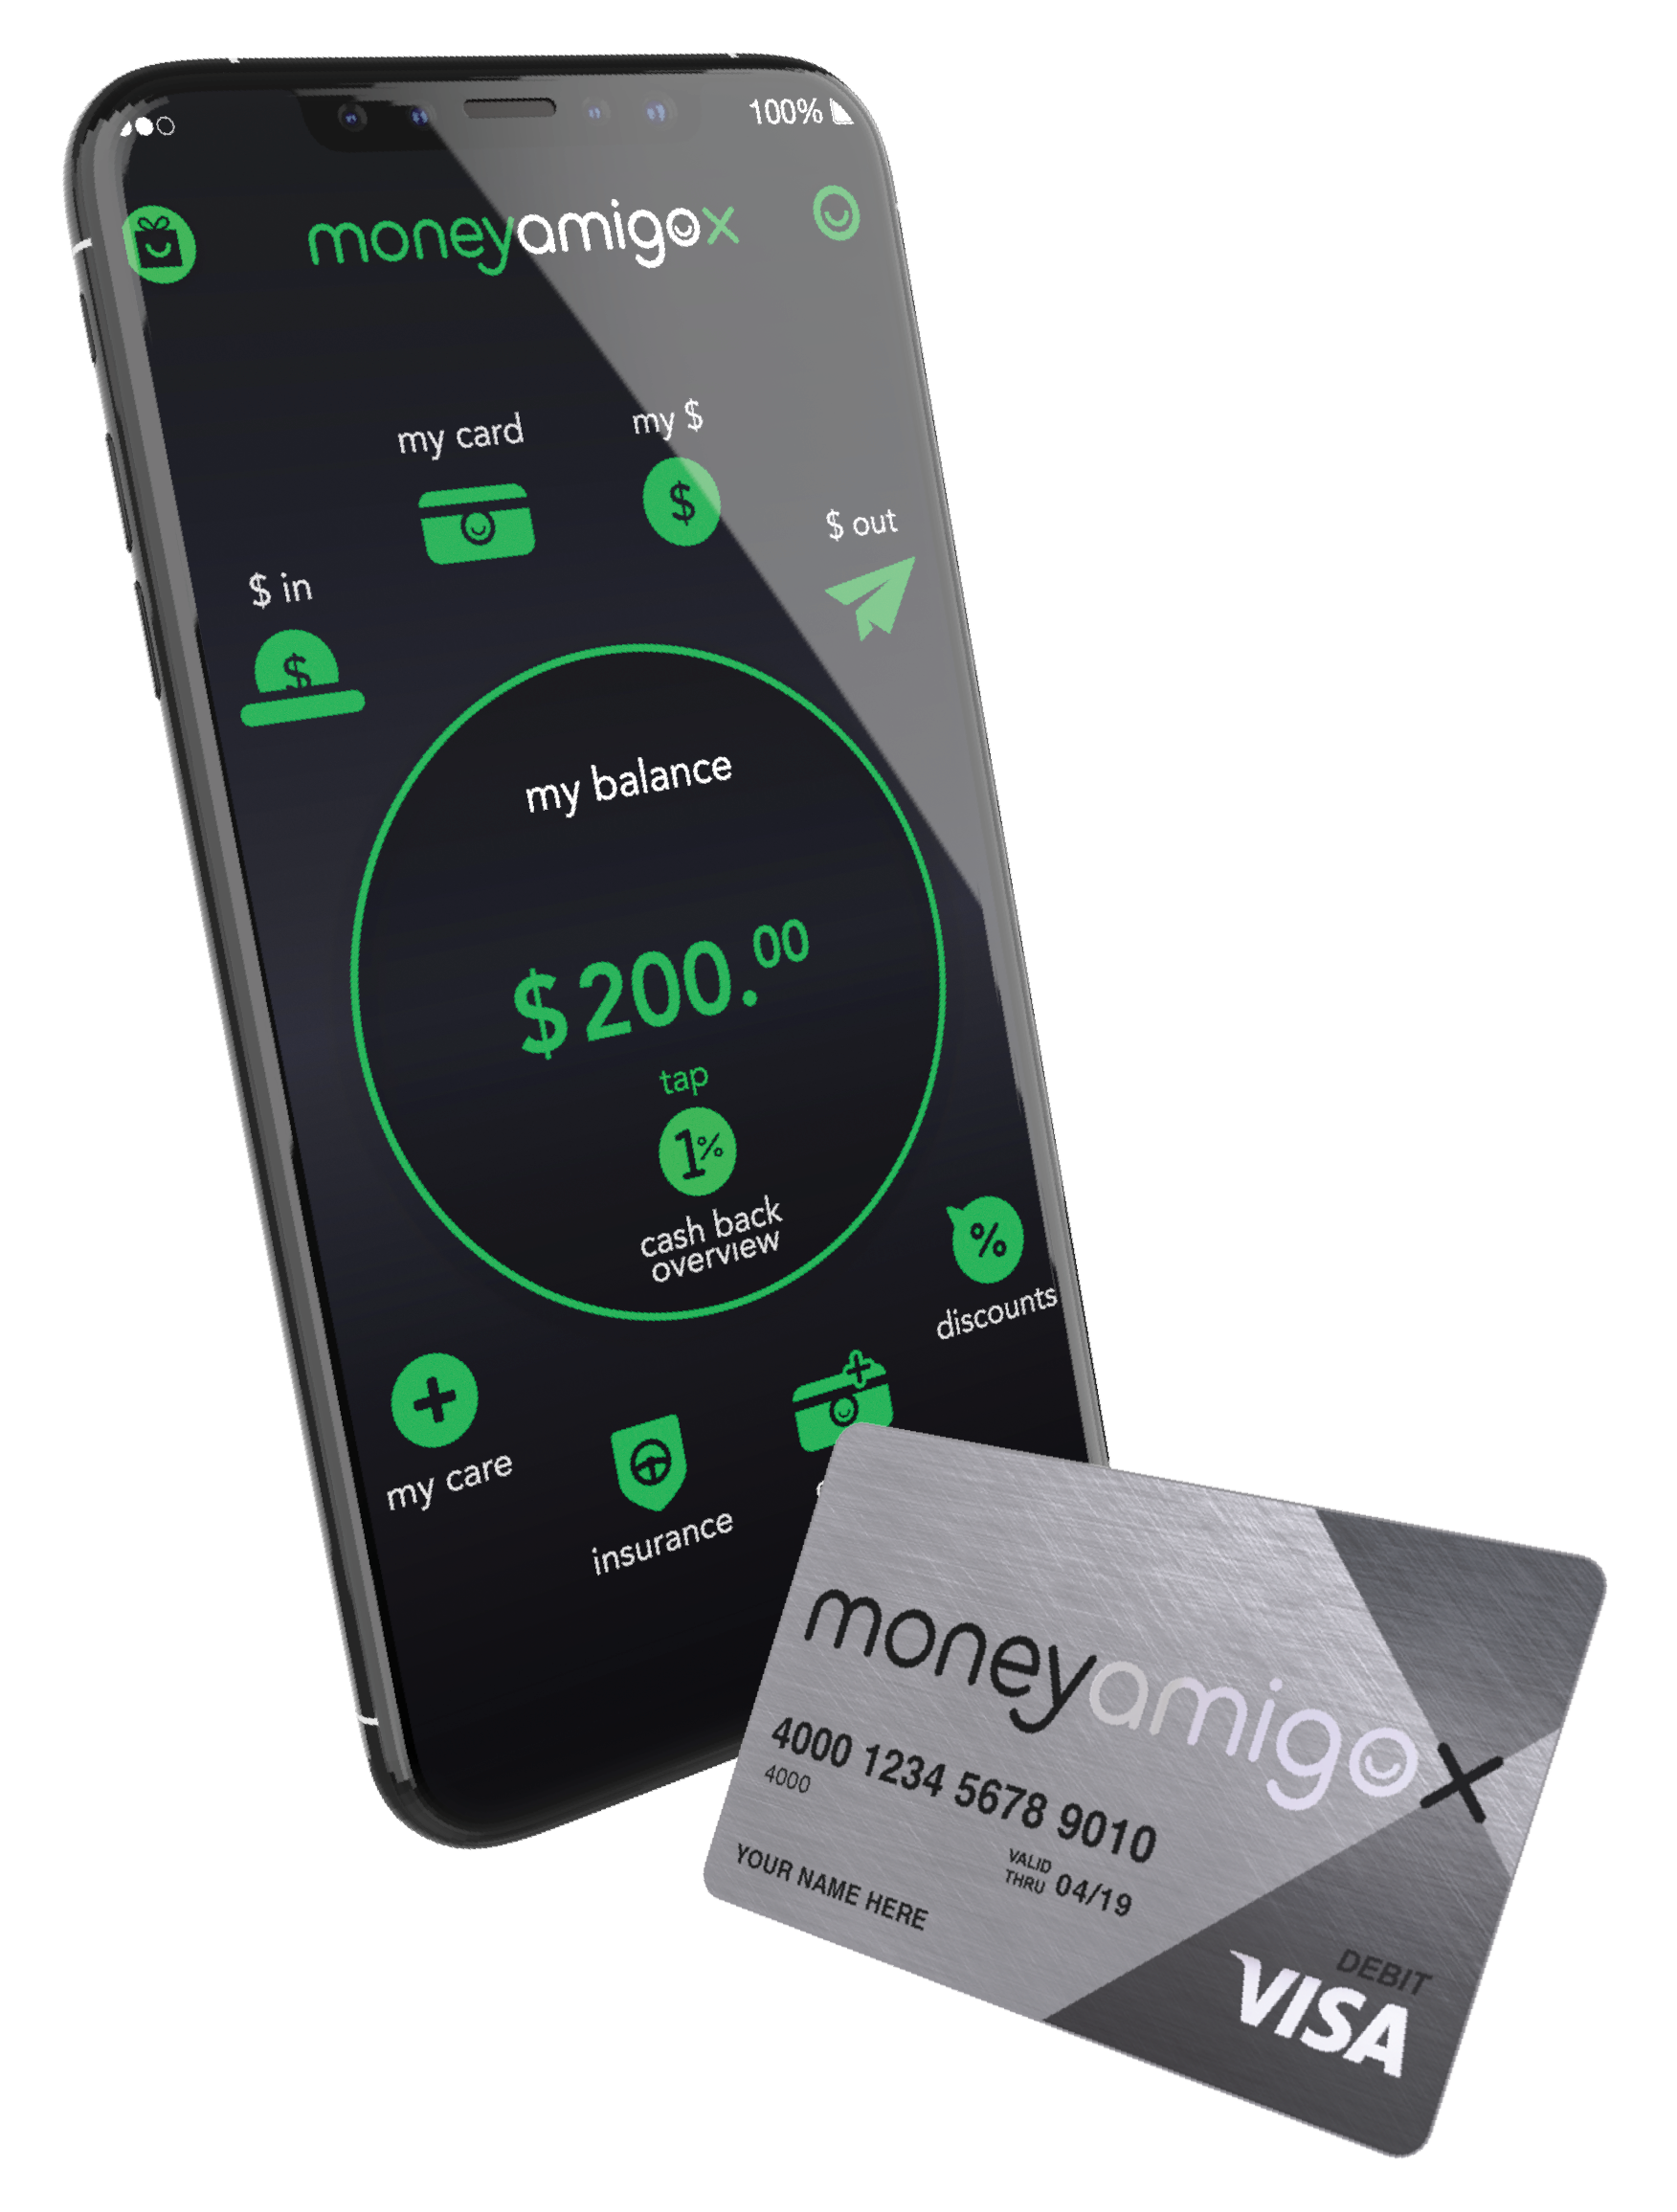 100%
moneyamigox
my card
my $
$ out
$ in
$
$
my balance
$200.00
tap
1%
cash back
overview
%
discounts
my care
insurance
moneyamigox
4000 1234 5678 9010
4000
VALID
THRU 04/19
YOUR NAME HERE
DEBIT
VISA